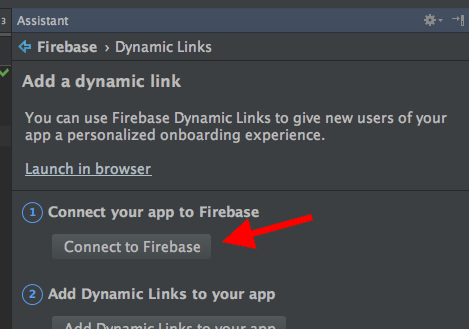 3
Assistant
Firebase › Dynamic Links
Add a dynamic link
You can use Firebase Dynamic Links to give new users of your
app a personalized onboarding experience.
Launch in browser
1 Connect your app to Firebase
Connect to Firebase
2 Add Dynamic Links to your app
Add Dynamic Links to your app